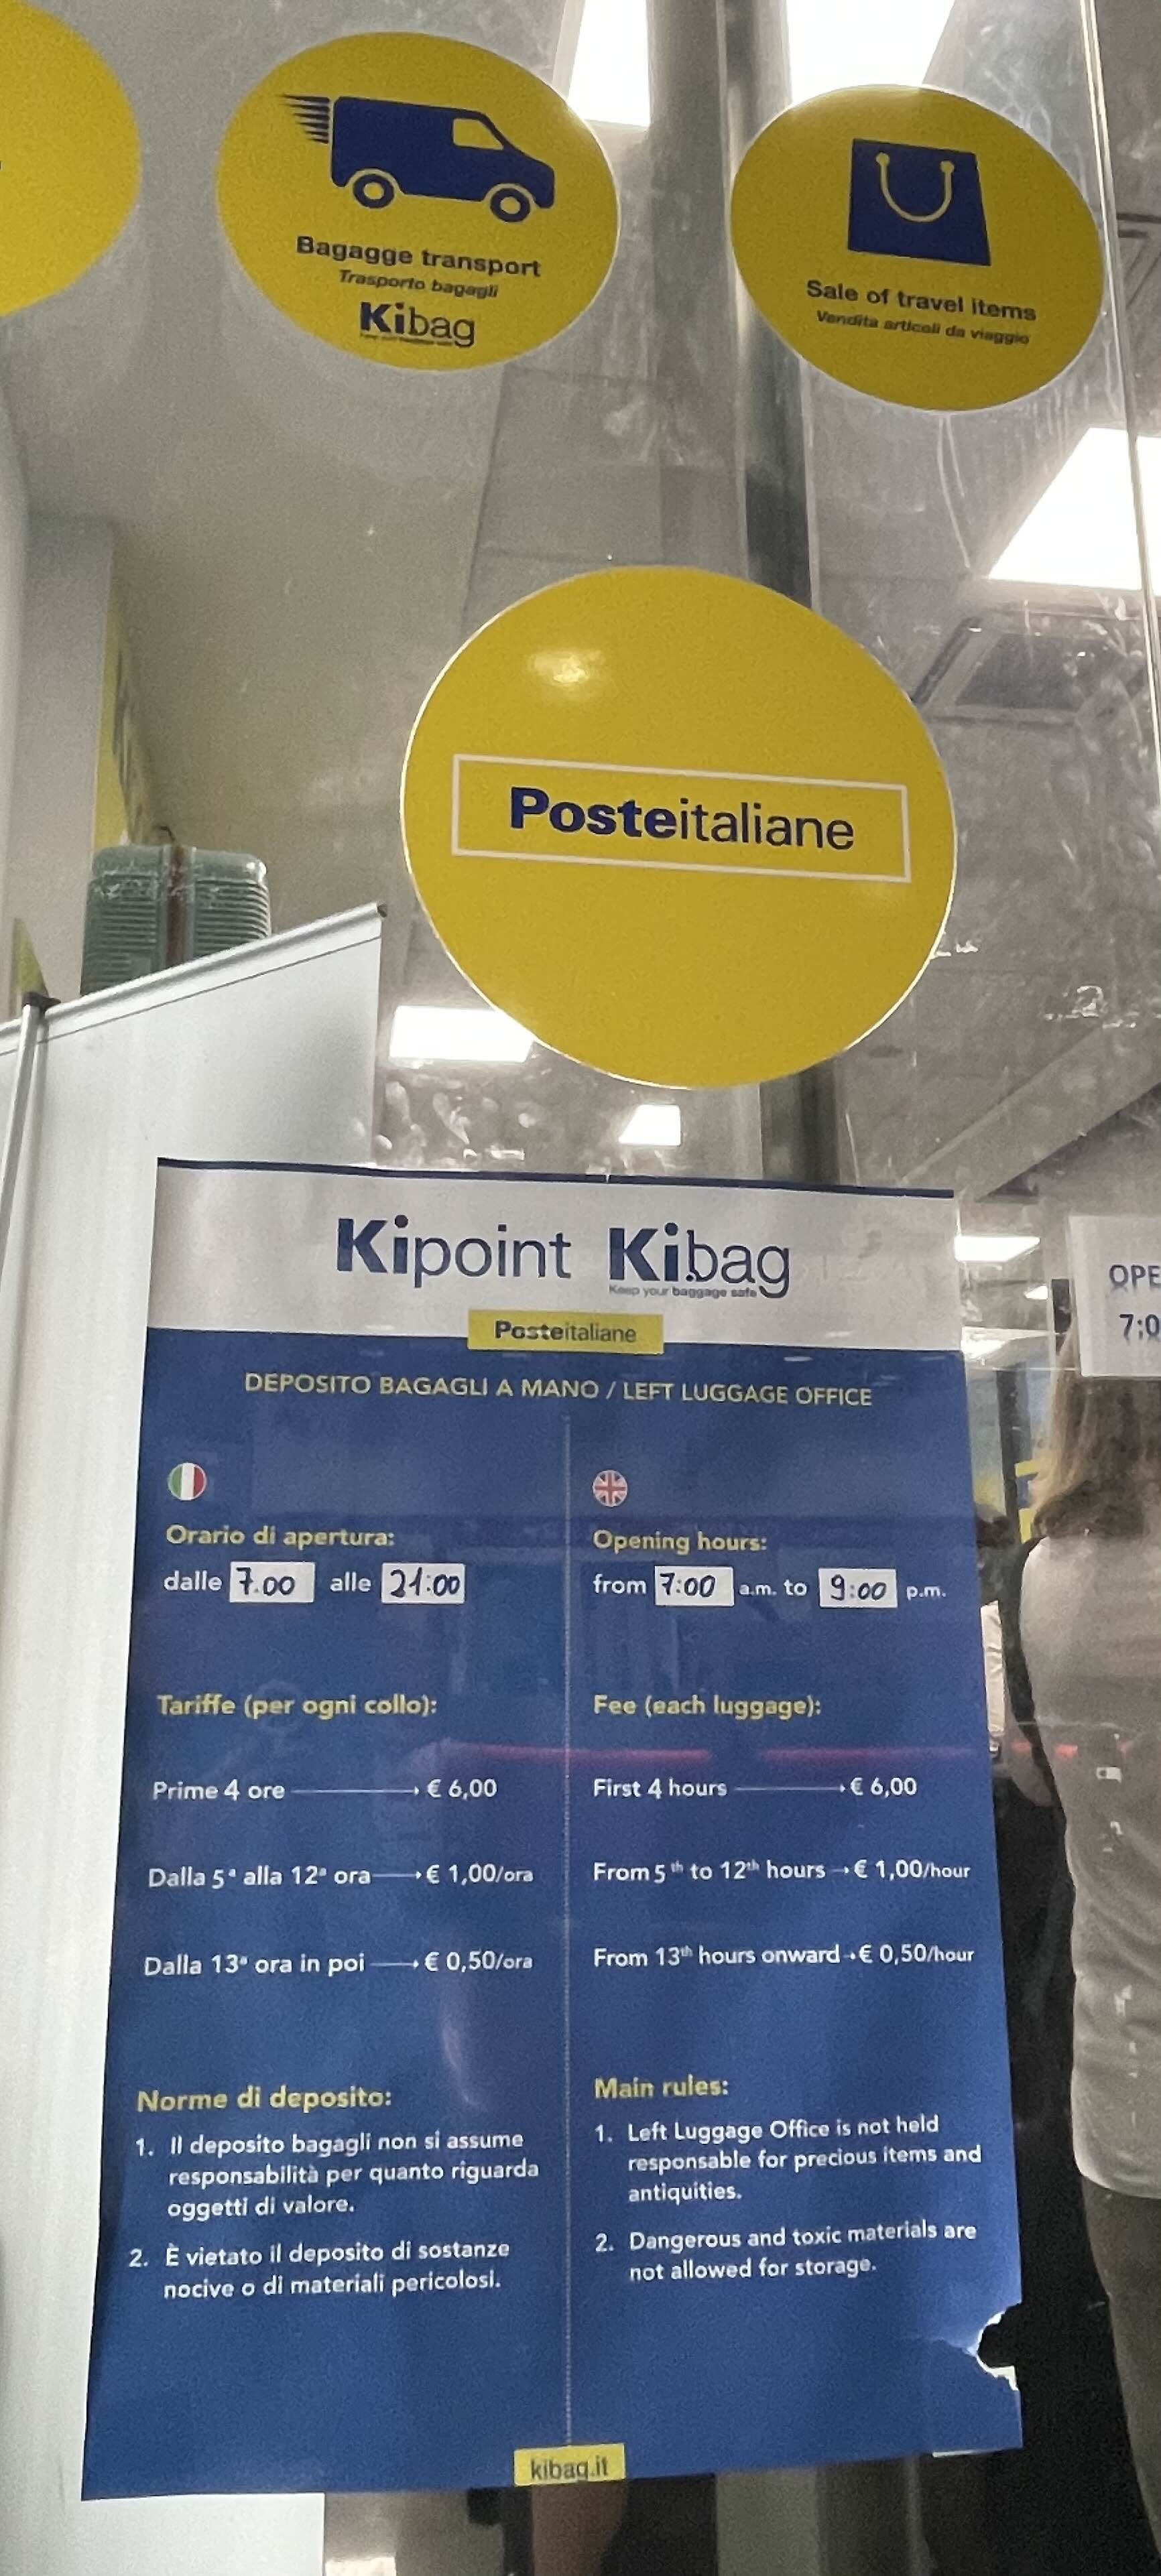 Bagagge transport
Trasporto bagagli
Kibag
Sale of travel items
Vendita articoli da viaggio
Posteitaliane
Kipoint Kibag
Keep your baggage safe
Posteitaliane
DEPOSITO BAGAGLI A MANO / LEFT LUGGAGE OFFICE
Orario di apertura:
dalle 7.00 alle 21:00
Tariffe (per ogni collo):
Prime 4 ore → € 6,00
Dalla 5ª alla 12ª ora → € 1,00/ora
Dalla 13ª ora in poi → € 0,50/ora
Norme di deposito:
1. Il deposito bagagli non si assume
responsabilità per quanto riguarda
oggetti di valore.
2. È vietato il deposito di sostanze
nocive o di materiali pericolosi.
Opening hours:
from 7:00 a.m. to 9:00 p.m.
Fee (each luggage):
First 4 hours → € 6,00
From 5th to 12th hours → € 1,00/hour
From 13th hours onward → € 0,50/hour
Main rules:
1. Left Luggage Office is not held
responsable for precious items and
antiquities.
2. Dangerous and toxic materials are
not allowed for storage.
kibag.it
OPE
7:0